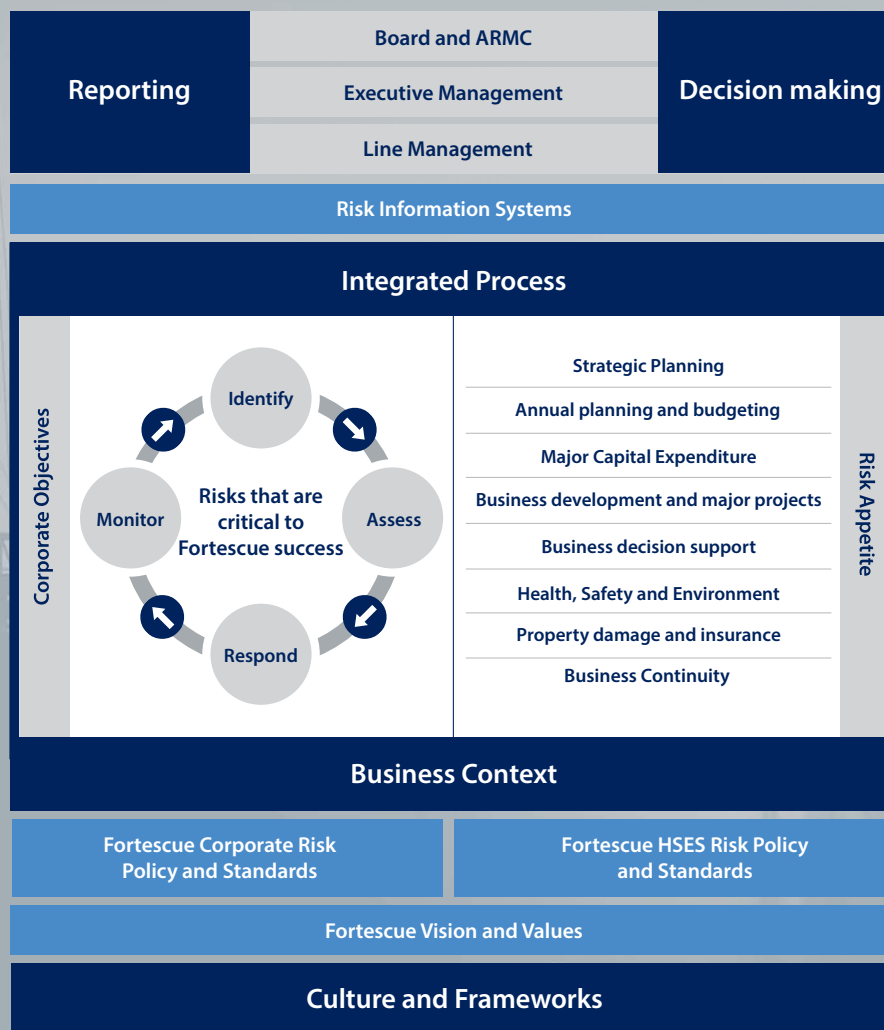 Reporting
Board and ARMC
Executive Management
Line Management
Decision making
Risk Information Systems
Integrated Process
Corporate Objectives
Identify
Assess
Respond
Monitor
Risks that are
critical to
Fortescue success
Strategic Planning
Annual planning and budgeting
Major Capital Expenditure
Business development and major projects
Business decision support
Health, Safety and Environment
Property damage and insurance
Business Continuity
Risk Appetite
Business Context
Fortescue Corporate Risk
Policy and Standards
Fortescue HSES Risk Policy
and Standards
Fortescue Vision and Values
Culture and Frameworks